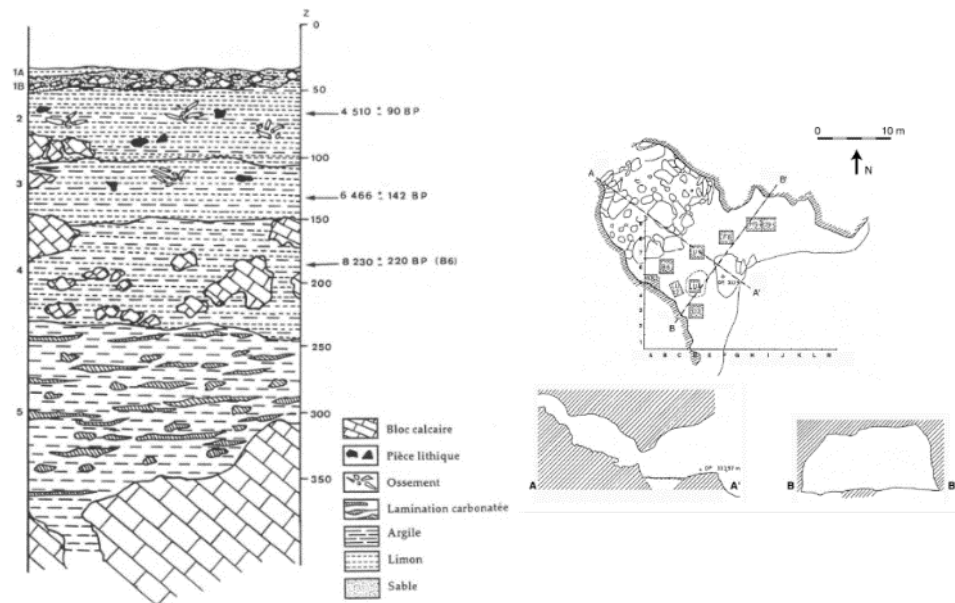 Z
0
1A
1B
50
2
4 510 ± 90 BP
100
3
6 466 ± 142 BP
150
4
8 230 ± 220 BP (B6)
200
250
5
300
350
Bloc calcaire
Pièce lithique
Ossement
Lamination carbonatée
Argile
Limon
Sable
0 10 m
N
A
B'
A'
B
A B C E F G H I J K L M
A
A'
B
B